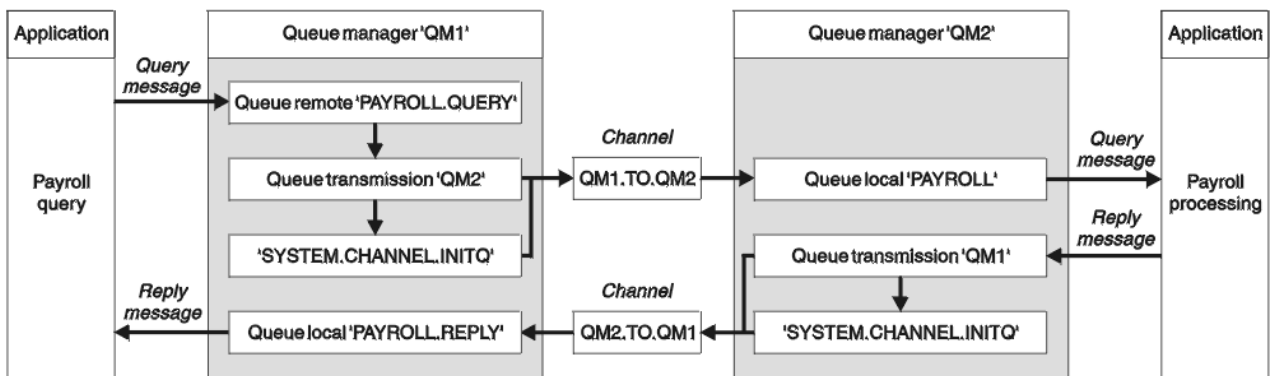 Application
Queue manager 'QM1'
Queue manager 'QM2'
Application
Query
message
Queue remote 'PAYROLL.QUERY'
Channel
Query
message
Payroll
query
Queue transmission 'QM2'
QM1.TO.QM2
Queue local 'PAYROLL'
Payroll
processing
Reply
message
'SYSTEM.CHANNEL.INITQ'
Queue transmission 'QM1'
Reply
message
Channel
Queue local 'PAYROLL.REPLY'
QM2.TO.QM1
'SYSTEM.CHANNEL.INITQ'